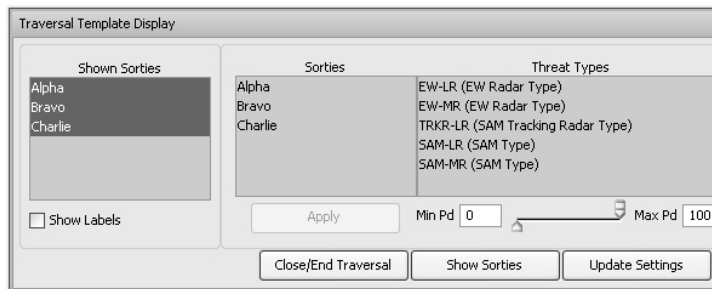 Traversal Template Display
Shown Sorties
Alpha
Bravo
Charlie
Show Labels
Sorties
Alpha
Bravo
Charlie
Threat Types
EW-LR (EW Radar Type)
EW-MR (EW Radar Type)
TRKR-LR (SAM Tracking Radar Type)
SAM-LR (SAM Type)
SAM-MR (SAM Type)
Apply
Min Pd 0
Max Pd 100
Close/End Traversal
Show Sorties
Update Settings